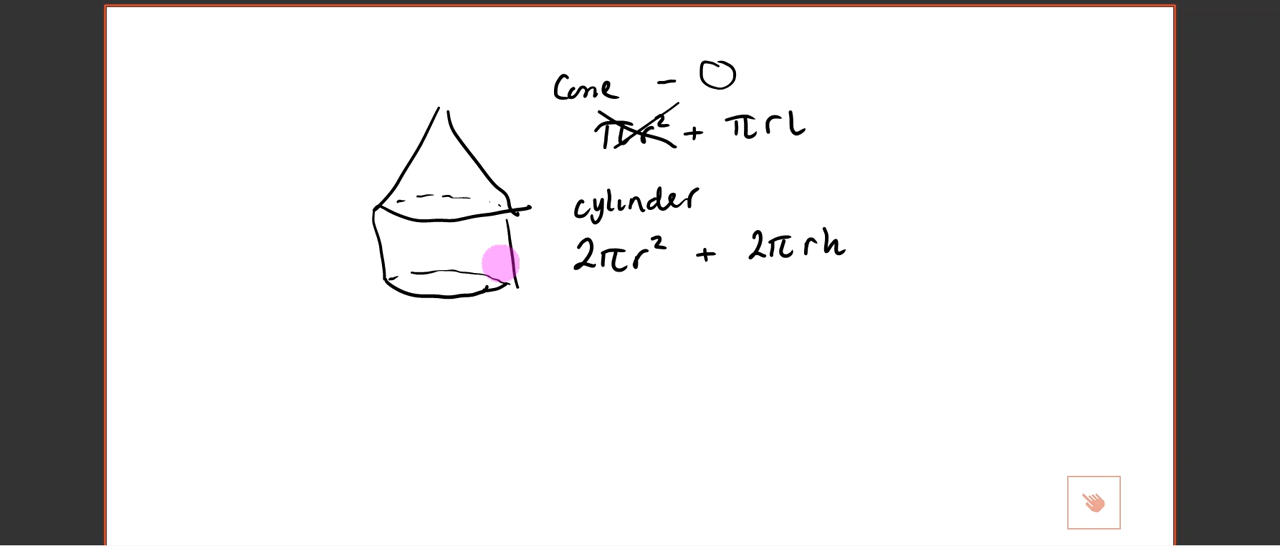 Cone - O
πr² + πrl
cylinder
2πr² + 2πrh